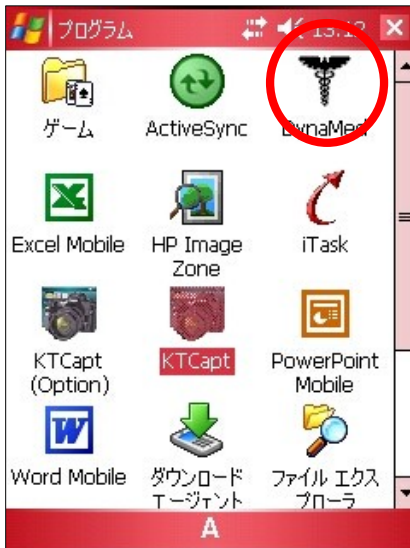 プログラム 13:12
ゲーム ActiveSync DynaMed
Excel Mobile HP Image Zone iTask
KTCapt (Option) KTCapt PowerPoint Mobile
Word Mobile ダウンロード エージェント ファイル エクスプローラ
A